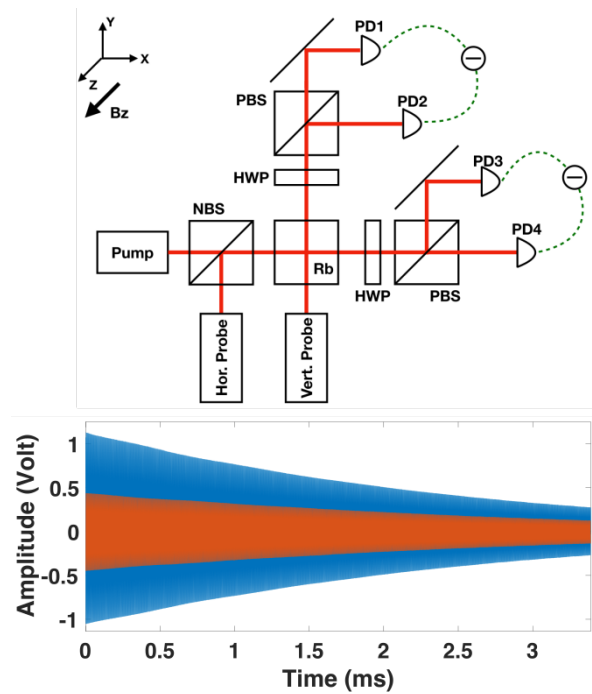 Y
X
Z
Bz
PD1
PBS
PD2
HWP
PD3
NBS
PD4
Pump
Rb
HWP
PBS
Hor. Probe
Vert. Probe
Amplitude (Volt)
1
0.5
0
-0.5
-1
0 0.5 1 1.5 2 2.5 3
Time (ms)